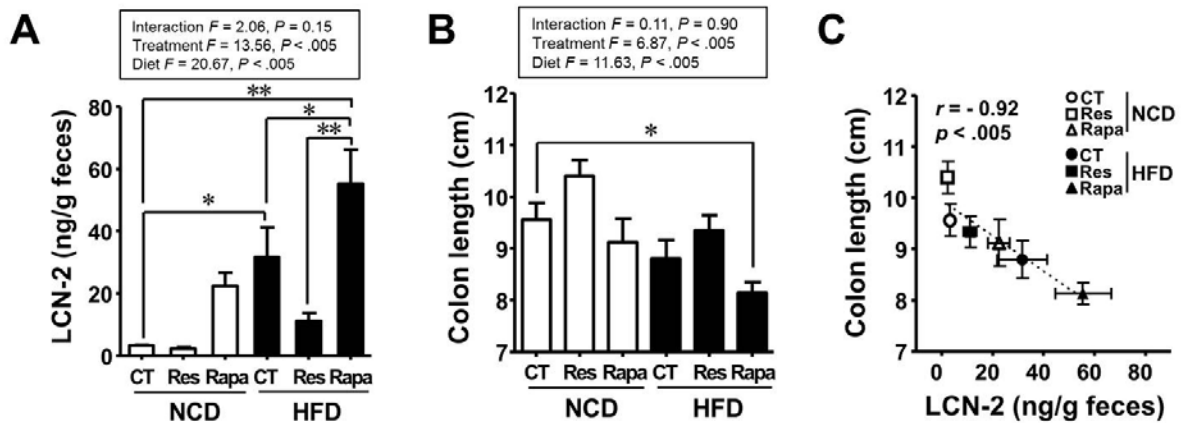 A
Interaction F = 2.06, P = 0.15
Treatment F = 13.56, P < .005
Diet F = 20.67, P < .005
LCN-2 (ng/g feces)
80
60
40
20
0
**
*
**
*
CT Res Rapa CT Res Rapa
NCD HFD
B
Interaction F = 0.11, P = 0.90
Treatment F = 6.87, P < .005
Diet F = 11.63, P < .005
Colon length (cm)
12
11
10
9
8
7
*
CT Res Rapa CT Res Rapa
NCD HFD
C
r = - 0.92
p < .005
CT
Res
Rapa
NCD
CT
Res
Rapa
HFD
Colon length (cm)
12
11
10
9
8
7
0 20 40 60 80
LCN-2 (ng/g feces)